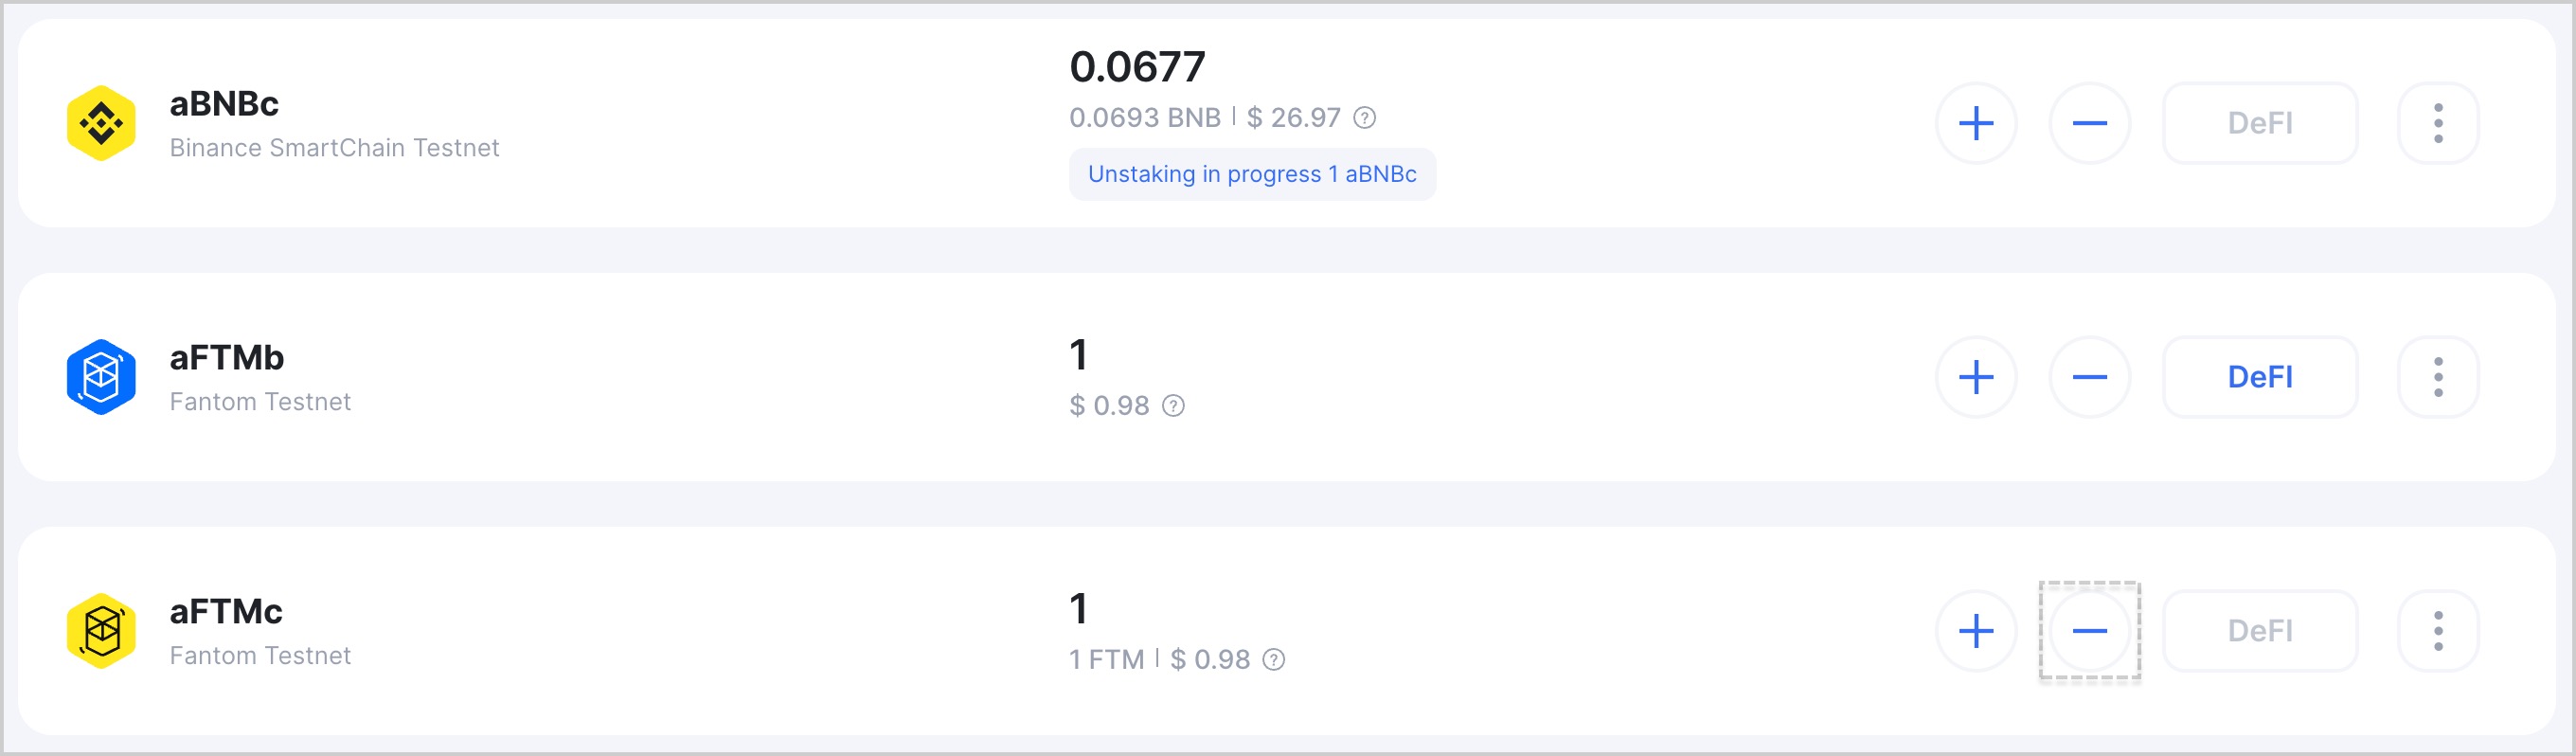 aBNBc
Binance SmartChain Testnet
0.0677
0.0693 BNB | $ 26.97 ?
Unstaking in progress 1 aBNBc
DeFI
aFTMb
Fantom Testnet
1
$ 0.98 ?
DeFI
aFTMc
Fantom Testnet
1
1 FTM | $ 0.98 ?
DeFI